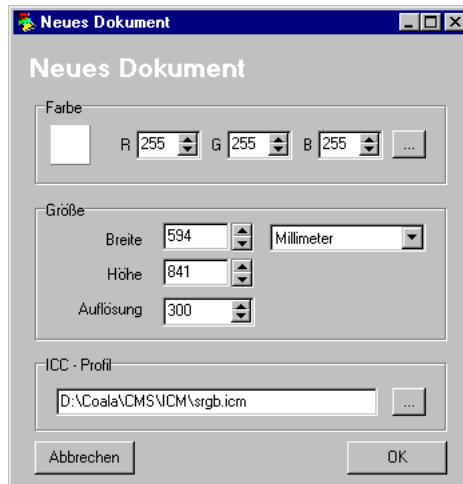 Neues Dokument
Neues Dokument
Farbe
R 255 G 255 B 255 ...
Größe
Breite 594 Millimeter
Höhe 841
Auflösung 300
ICC - Profil
D:\Coala\CMS\ICM\srgb.icm ...
Abbrechen OK